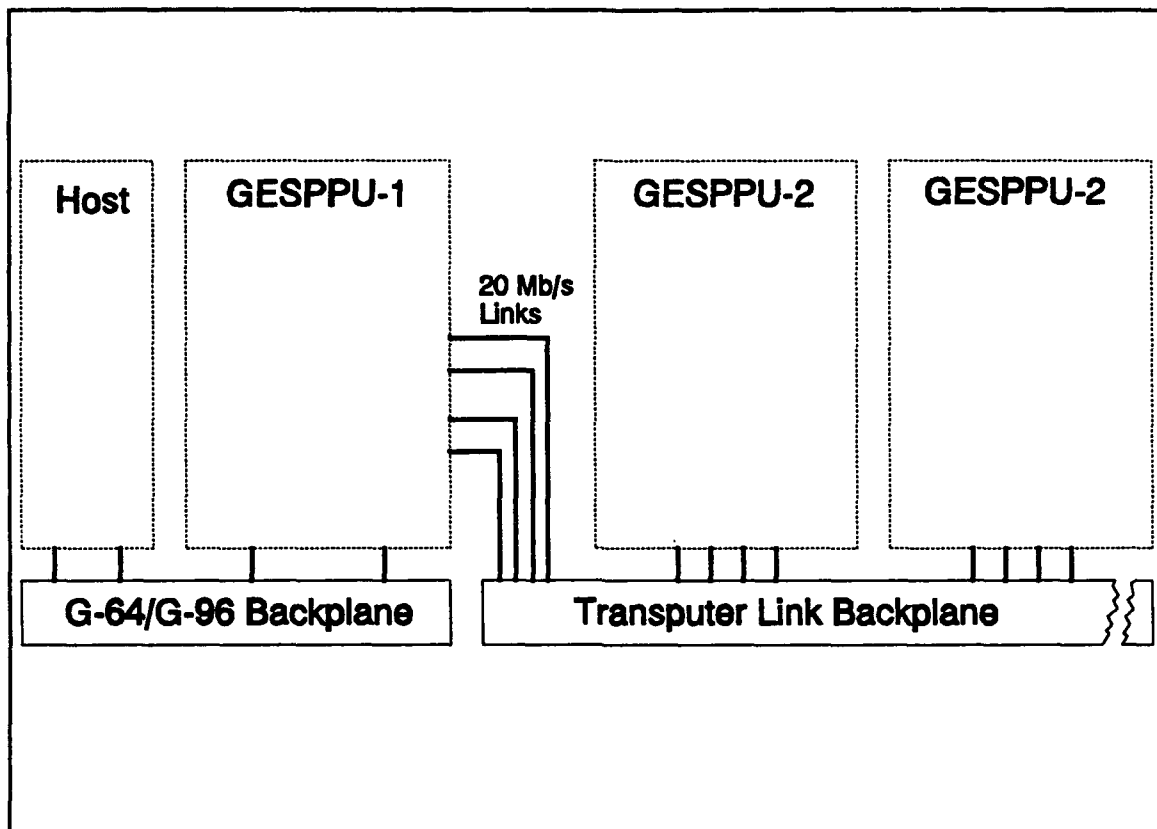 Host
GESPPU-1
GESPPU-2
GESPPU-2
20 Mb/s
Links
G-64/G-96 Backplane
Transputer Link Backplane